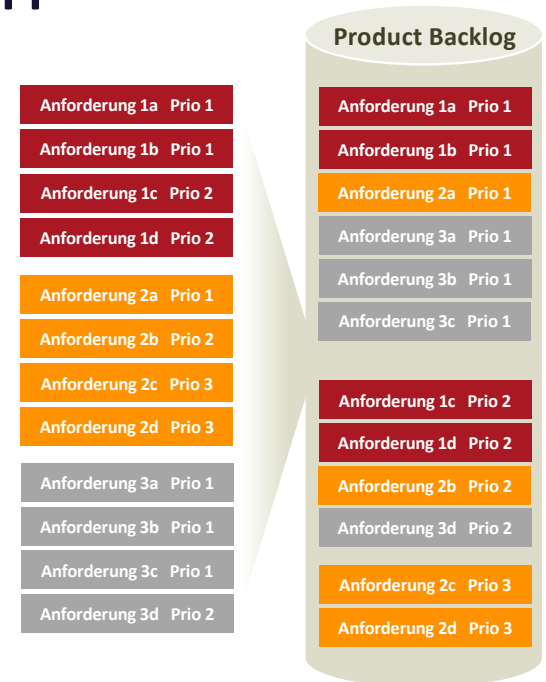 Product Backlog
Anforderung 1a Prio 1
Anforderung 1b Prio 1
Anforderung 1c Prio 2
Anforderung 1d Prio 2
Anforderung 2a Prio 1
Anforderung 2b Prio 2
Anforderung 2c Prio 3
Anforderung 2d Prio 3
Anforderung 3a Prio 1
Anforderung 3b Prio 1
Anforderung 3c Prio 1
Anforderung 3d Prio 2
Anforderung 1a Prio 1
Anforderung 1b Prio 1
Anforderung 2a Prio 1
Anforderung 3a Prio 1
Anforderung 3b Prio 1
Anforderung 3c Prio 1
Anforderung 1c Prio 2
Anforderung 1d Prio 2
Anforderung 2b Prio 2
Anforderung 3d Prio 2
Anforderung 2c Prio 3
Anforderung 2d Prio 3